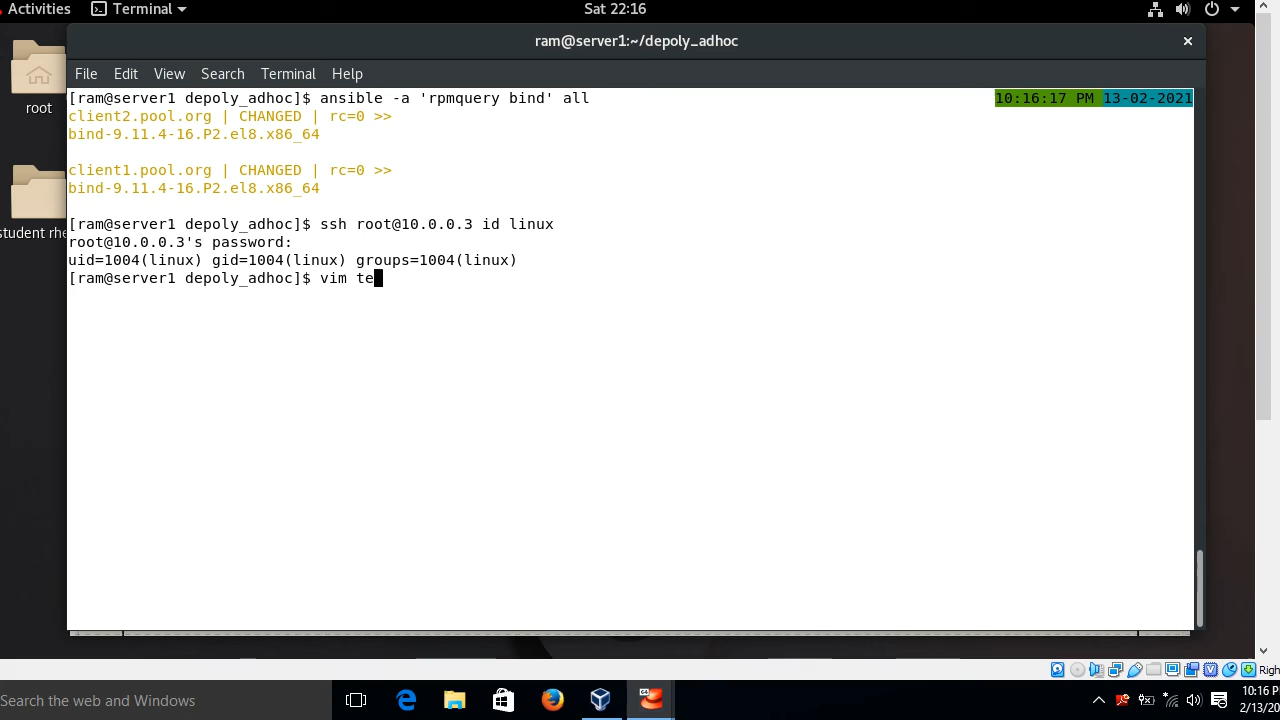 Activities Terminal Sat 22:16
ram@server1:~/depoly_adhoc ×
File Edit View Search Terminal Help
[ram@server1 depoly_adhoc]$ ansible -a 'rpmquery bind' all 10:16:17 PM 13-02-2021
client2.pool.org | CHANGED | rc=0 >>
bind-9.11.4-16.P2.el8.x86_64
client1.pool.org | CHANGED | rc=0 >>
bind-9.11.4-16.P2.el8.x86_64
[ram@server1 depoly_adhoc]$ ssh root@10.0.0.3 id linux
root@10.0.0.3's password:
uid=1004(linux) gid=1004(linux) groups=1004(linux)
[ram@server1 depoly_adhoc]$ vim te
root
student rhe
Righ
Search the web and Windows
10:16 P
2/13/20